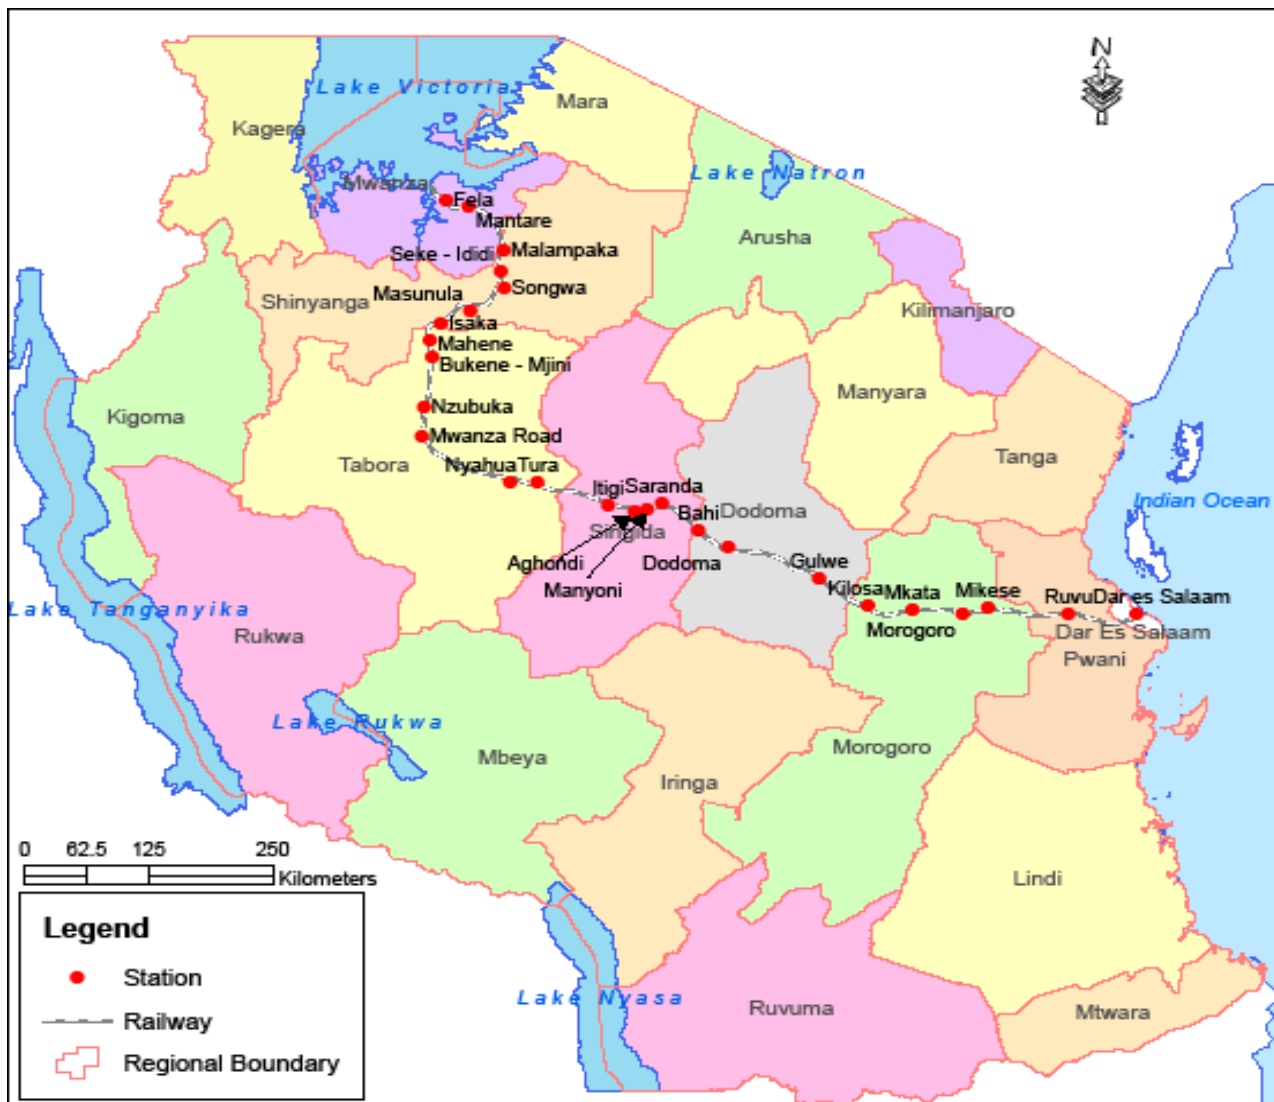 N
Lake Victoria
Mara
Kagera
Lake Natron
Mwanza
Fela
Mantare
Arusha
Seke - Ididi
Malampaka
Masunula
Songwa
Shinyanga
Kilimanjaro
Isaka
Mahene
Bukene - Mjini
Manyara
Nzubuka
Kigoma
Mwanza Road
Tabora
Nyahua
Tura
Tanga
Itigi
Saranda
Indian Ocean
Bahi
Dodoma
Singida
Aghondi
Dodoma
Gulwe
Manyoni
Kilosa
Mkata
Mikese
Ruvu
Dar es Salaam
Lake Tanganyika
Rukwa
Morogoro
Dar Es Salaam
Pwani
Lake Rukwa
Mbeya
Iringa
Morogoro
0 62.5 125 250
Kilometers
Lindi
Legend
Station
Railway
Regional Boundary
Lake Nyasa
Ruvuma
Mtwara